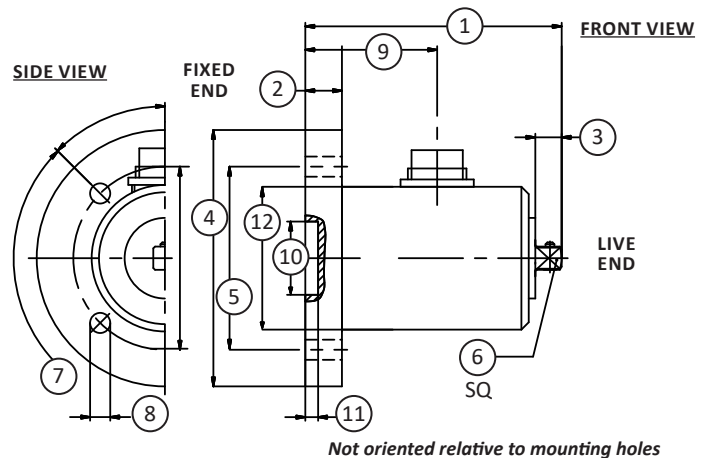 1
FRONT VIEW
9
SIDE VIEW
FIXED
END
2
3
4
12
10
LIVE
END
5
6
SQ
7
8
11
Not oriented relative to mounting holes